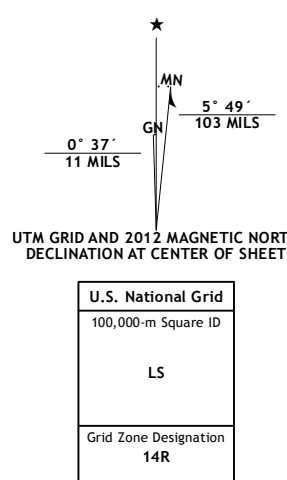 ★
MN
GN
5° 49´
103 MILS
0° 37´
11 MILS
UTM GRID AND 2012 MAGNETIC NORT
DECLINATION AT CENTER OF SHEET
U.S. National Grid
100,000-m Square ID
LS
Grid Zone Designation
14R